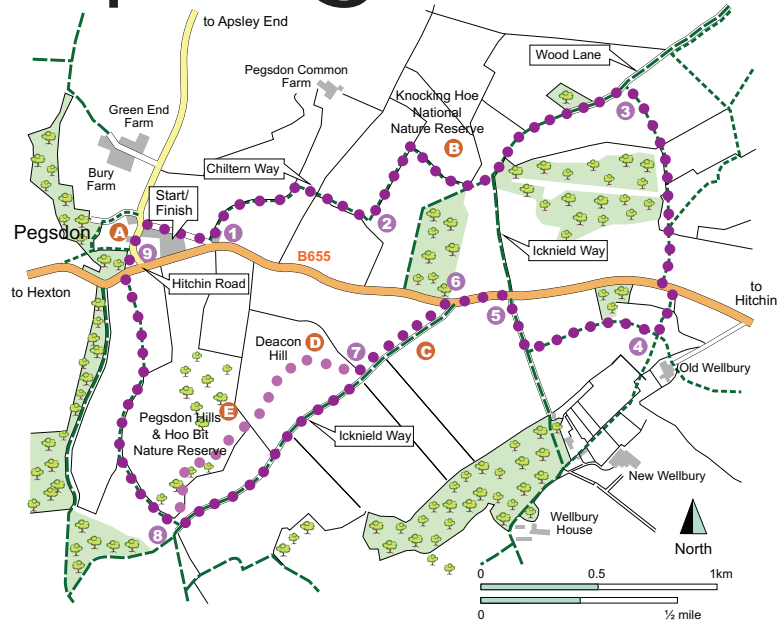 to Apsley End
Wood Lane
Pegsdon Common
Farm
Knocking Hoe
National
Nature Reserve
Green End
Farm
3
B
Bury
Farm
Chiltern Way
Start/
Finish
2
A
Pegsdon
1
9
Icknield Way
B655
Hitchin Road
6
to Hexton
to
Hitchin
5
Deacon
Hill
D
7
C
4
Old Wellbury
E
Pegsdon Hills
& Hoo Bit
Nature Reserve
Icknield Way
New Wellbury
8
Wellbury
House
North
0
0.5
1km
0
½ mile